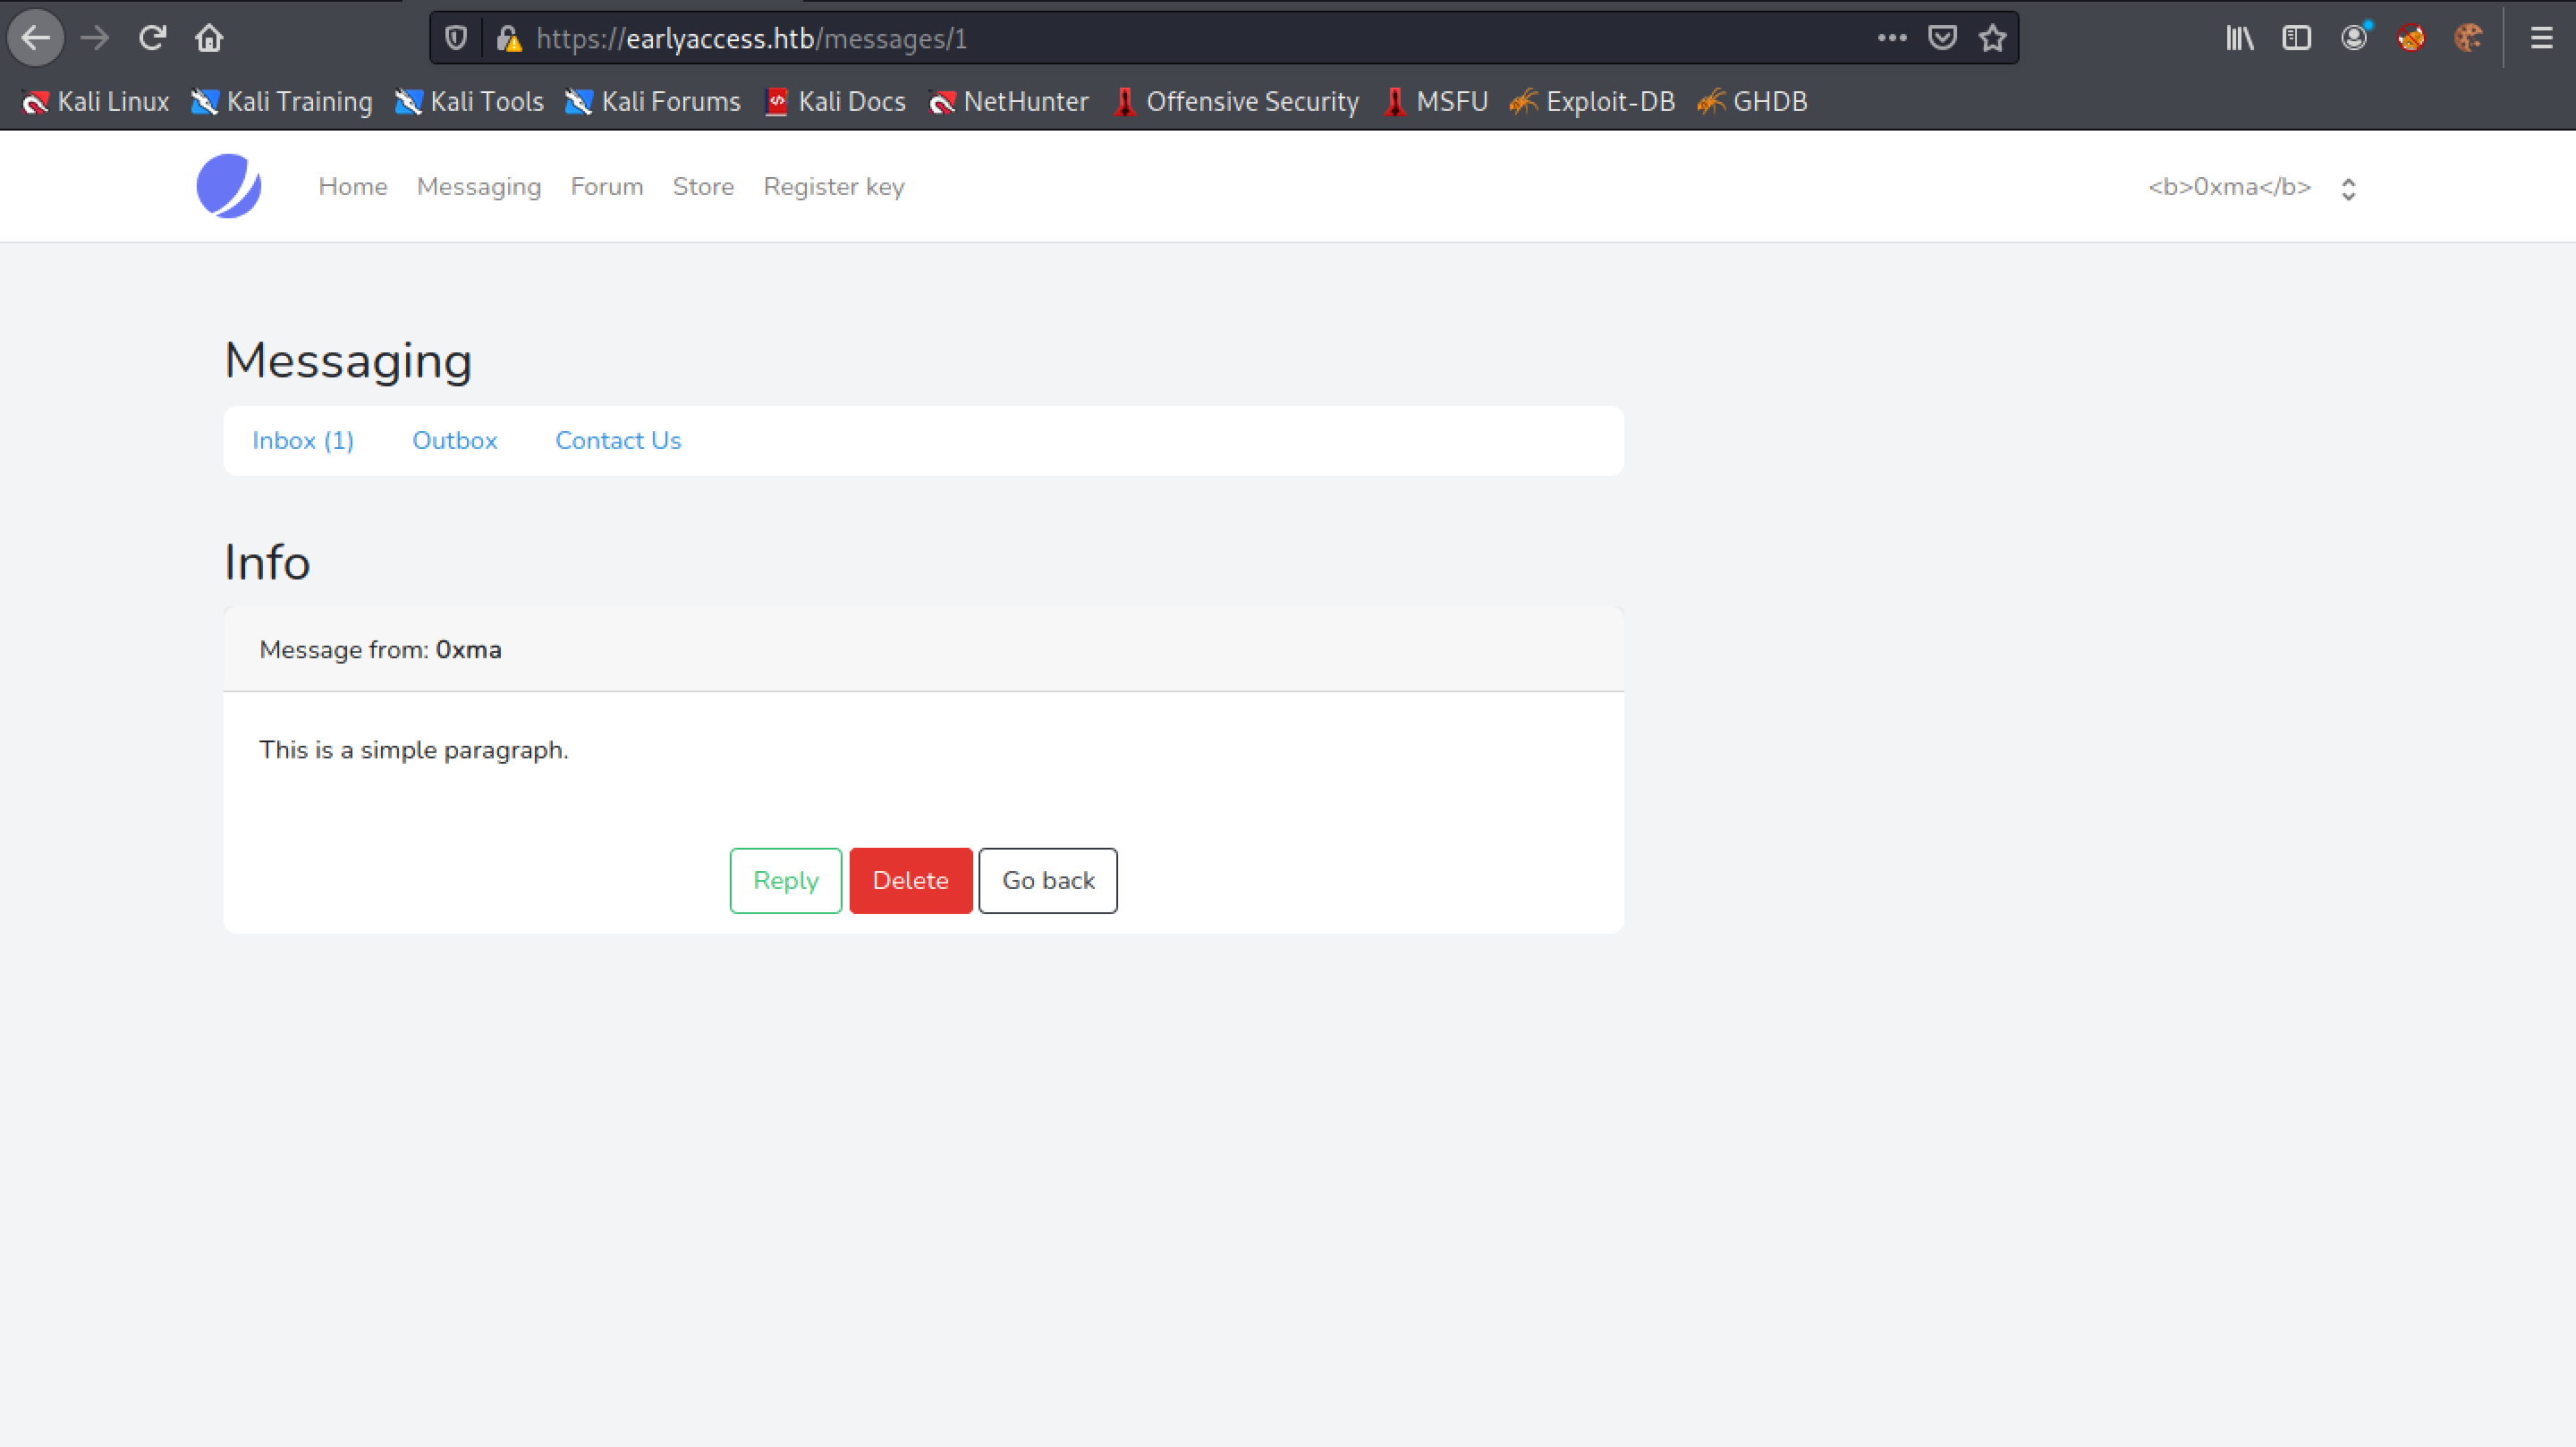 https://earlyaccess.htb/messages/1
Kali Linux Kali Training Kali Tools Kali Forums Kali Docs NetHunter Offensive Security MSFU Exploit-DB GHDB
Home Messaging Forum Store Register key <b>0xma</b>
Messaging
Inbox (1) Outbox Contact Us
Info
Message from: 0xma
This is a simple paragraph.
Reply Delete Go back